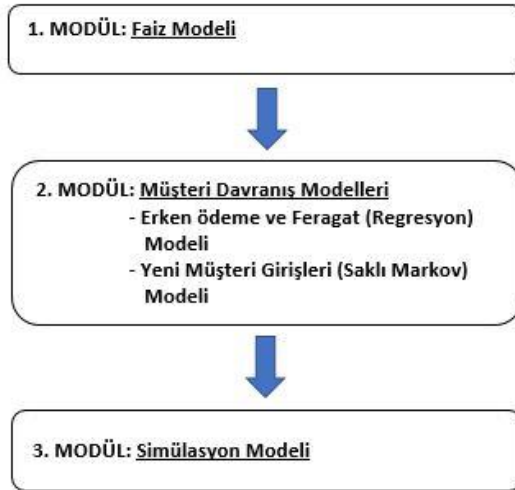 1. MODÜL: Faiz Modeli
2. MODÜL: Müşteri Davranış Modelleri
- Erken ödeme ve Feragat (Regresyon)
Modeli
- Yeni Müşteri Girişleri (Saklı Markov)
Modeli
3. MODÜL: Simülasyon Modeli